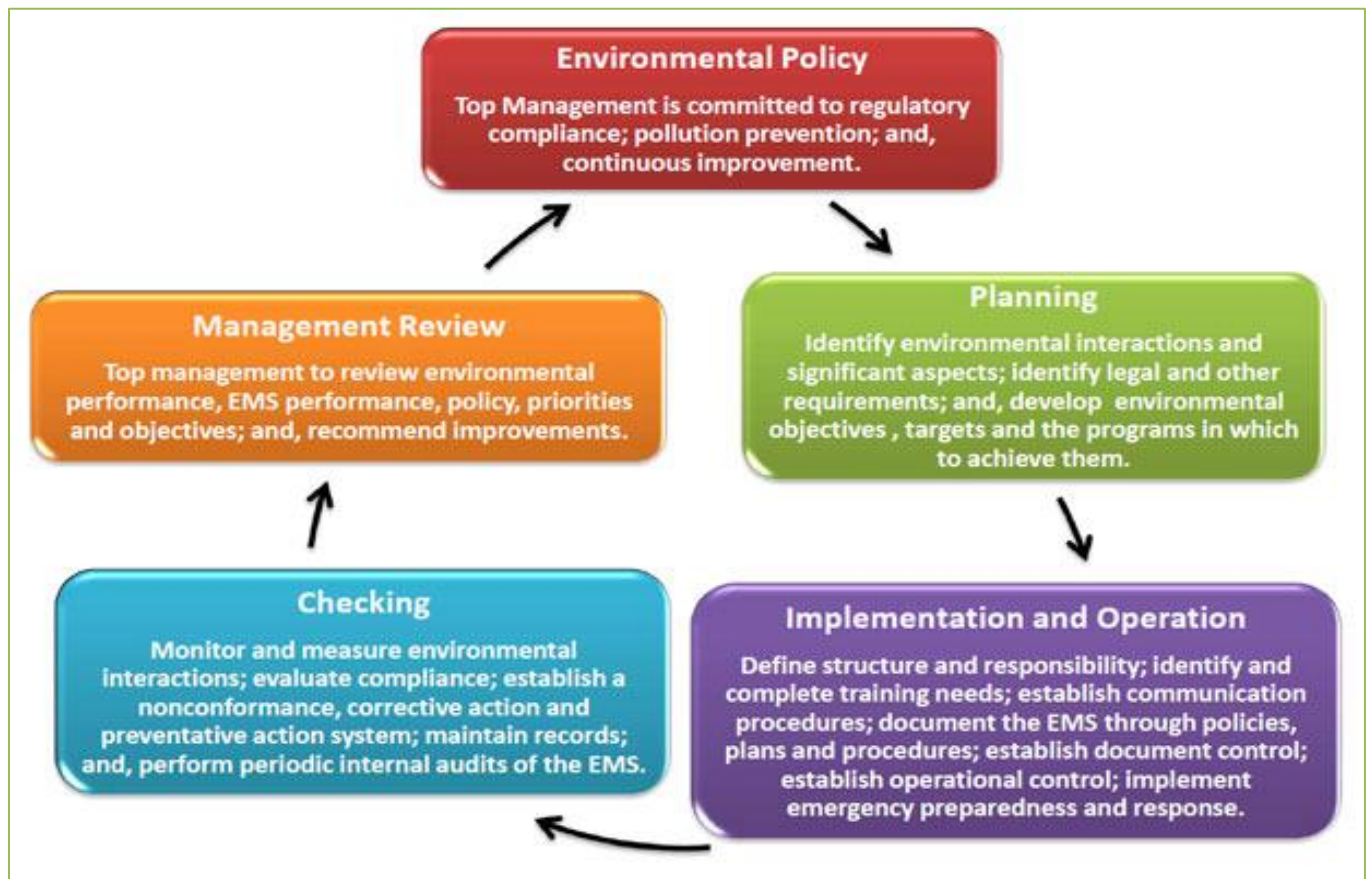 Environmental Policy
Top Management is committed to regulatory
compliance; pollution prevention; and,
continuous improvement.
Planning
Identify environmental interactions and
significant aspects; identify legal and other
requirements; and, develop environmental
objectives , targets and the programs in which
to achieve them.
Implementation and Operation
Define structure and responsibility; identify and
complete training needs; establish communication
procedures; document the EMS through policies,
plans and procedures; establish document control;
establish operational control; implement
emergency preparedness and response.
Checking
Monitor and measure environmental
interactions; evaluate compliance; establish a
nonconformance, corrective action and
preventative action system; maintain records;
and, perform periodic internal audits of the EMS.
Management Review
Top management to review environmental
performance, EMS performance, policy, priorities
and objectives; and, recommend improvements.